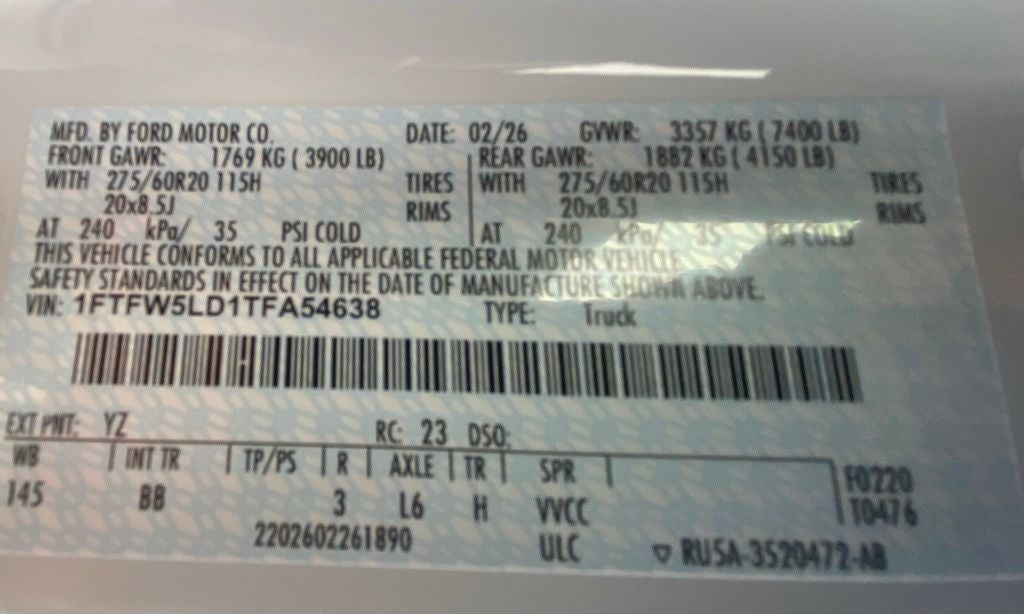 MFD. BY FORD MOTOR CO. DATE: 02/26 GVWR: 3357 KG ( 7400 LB)
FRONT GAWR: 1769 KG ( 3900 LB) REAR GAWR: 1882 KG ( 4150 LB)
WITH 275/60R20 115H TIRES WITH 275/60R20 115H TIRES
20x8.5J RIMS 20x8.5J RIMS
AT 240 kPa/ 35 PSI COLD AT 240 kPa/ 35 PSI COLD
THIS VEHICLE CONFORMS TO ALL APPLICABLE FEDERAL MOTOR VEHICLE
SAFETY STANDARDS IN EFFECT ON THE DATE OF MANUFACTURE SHOWN ABOVE.
VIN: 1FTFW5LD1TFA54638 TYPE: Truck
EXT PNT: YZ RC: 23 DSO:
WB INT TR TP/PS R AXLE TR SPR F0220
145 BB 3 L6 H VVCC T0476
2202602261890 ULC RU5A-3520472-AB